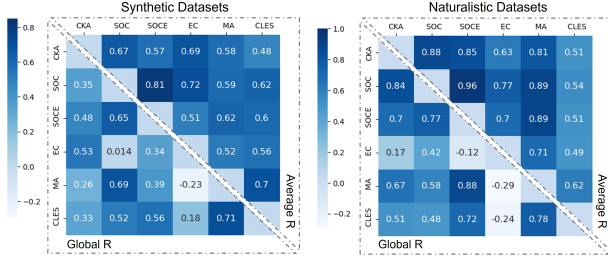 Synthetic Datasets
CKA SOC SOCE EC MA CLES
CKA 0.67 0.57 0.69 0.58 0.48
SOC 0.35 0.81 0.72 0.59 0.62
SOCE 0.48 0.65 0.51 0.62 0.6
EC 0.53 0.014 0.34 0.52 0.56
MA 0.26 0.69 0.39 -0.23 0.7
CLES 0.33 0.52 0.56 0.18 0.71
Average R
Global R
0.8
0.6
0.4
0.2
0.0
-0.2
Naturalistic Datasets
CKA SOC SOCE EC MA CLES
CKA 0.88 0.85 0.63 0.81 0.51
SOC 0.84 0.96 0.77 0.89 0.54
SOCE 0.7 0.77 0.7 0.89 0.51
EC 0.17 0.42 -0.12 0.71 0.49
MA 0.67 0.58 0.88 -0.29 0.62
CLES 0.51 0.48 0.72 -0.24 0.78
Average R
Global R
1.0
0.8
0.6
0.4
0.2
0.0
-0.2